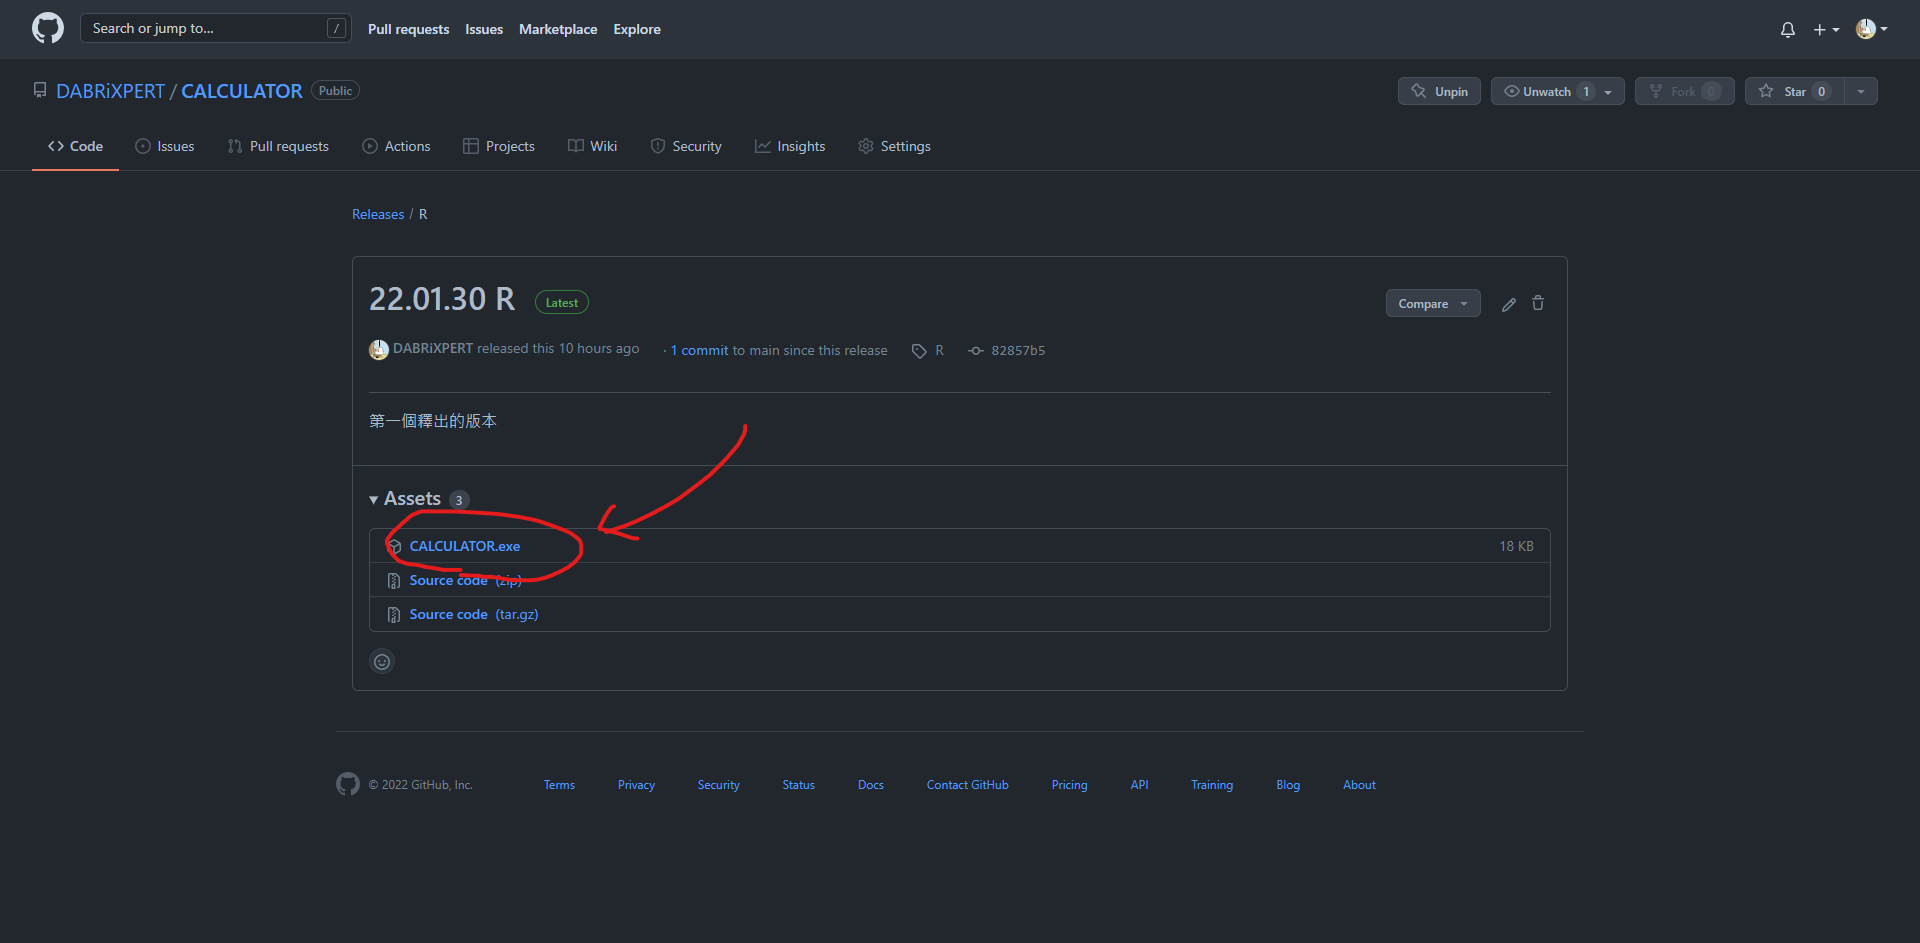 Search or jump to... /
Pull requests Issues Marketplace Explore
DABRiXPERT / CALCULATOR Public
Unpin Unwatch 1 Fork 0 Star 0
Code Issues Pull requests Actions Projects Wiki Security Insights Settings
Releases / R
22.01.30 R Latest
Compare
DABRiXPERT released this 10 hours ago · 1 commit to main since this release R 82857b5
第一個釋出的版本
Assets 3
CALCULATOR.exe 18 KB
Source code (zip)
Source code (tar.gz)
© 2022 GitHub, Inc. Terms Privacy Security Status Docs Contact GitHub Pricing API Training Blog About